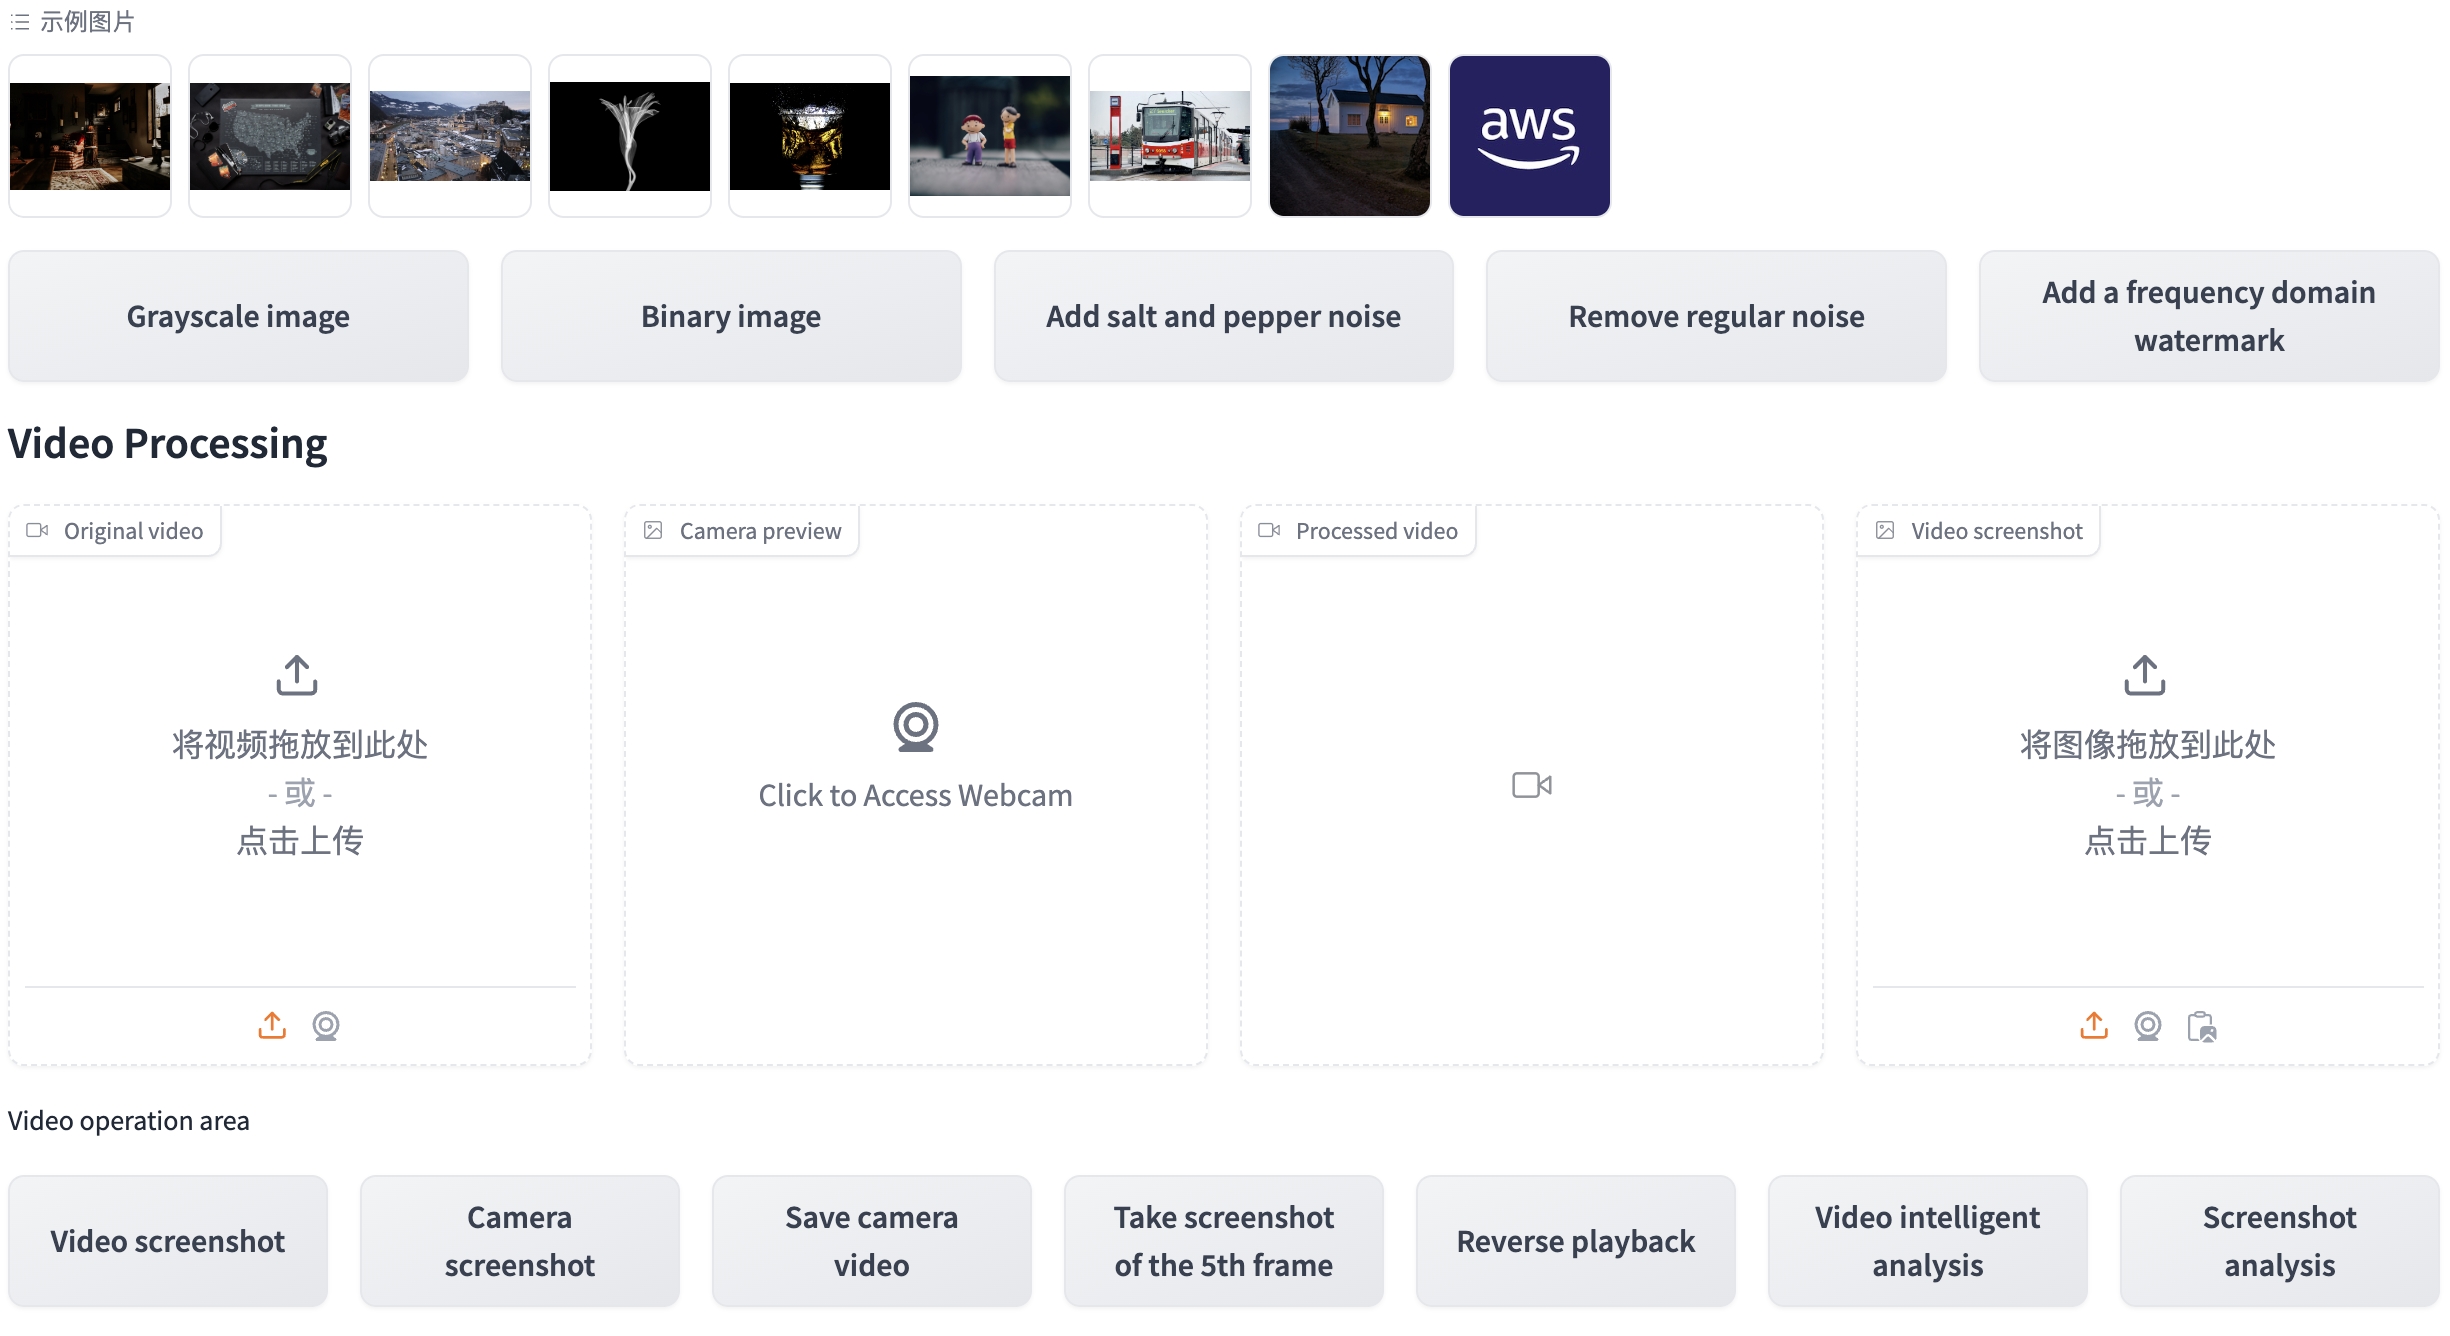 示例图片
aws
Grayscale image
Binary image
Add salt and pepper noise
Remove regular noise
Add a frequency domain
watermark
Video Processing
Original video
将视频拖放到此处
- 或 -
点击上传
Camera preview
Click to Access Webcam
Processed video
Video screenshot
将图像拖放到此处
- 或 -
点击上传
Video operation area
Video screenshot
Camera
screenshot
Save camera
video
Take screenshot
of the 5th frame
Reverse playback
Video intelligent
analysis
Screenshot
analysis